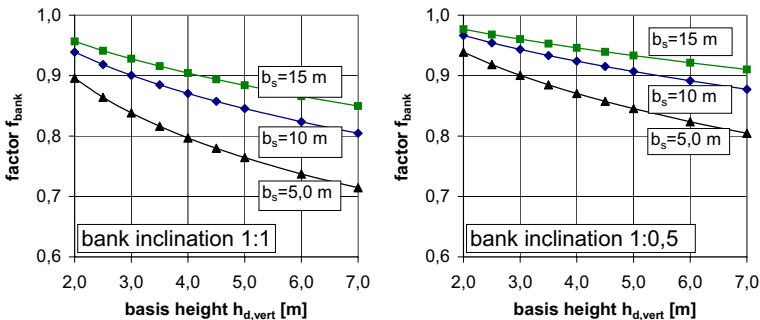 1,0
0,9
0,8
0,7
0,6
factor f_bank
b_s=15 m
b_s=10 m
b_s=5,0 m
bank inclination 1:1
2,0 3,0 4,0 5,0 6,0 7,0
basis height h_d,vert [m]
1,0
0,9
0,8
0,7
0,6
factor f_bank
b_s=15 m
b_s=10 m
b_s=5,0 m
bank inclination 1:0,5
2,0 3,0 4,0 5,0 6,0 7,0
basis height h_d,vert [m]